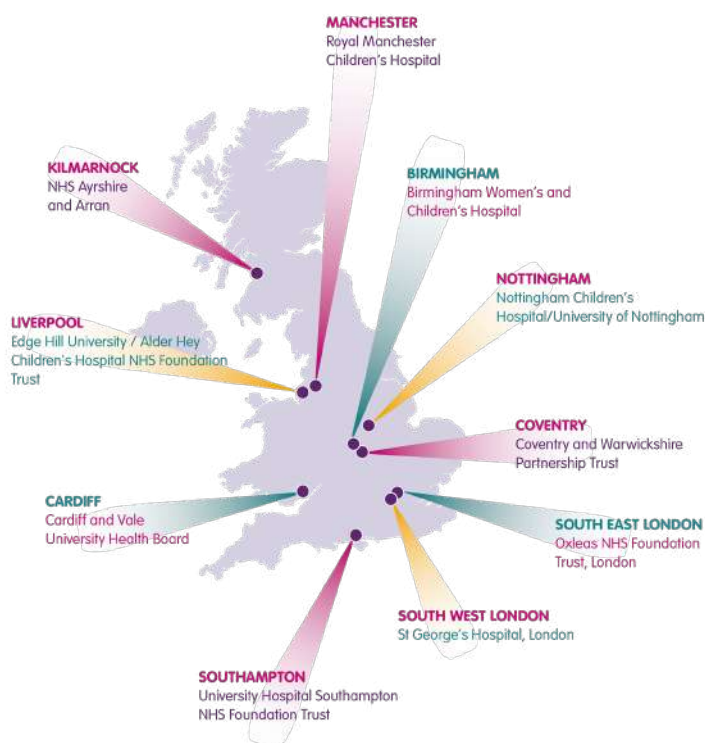 MANCHESTER
Royal Manchester
Children's Hospital
KILMARNOCK
NHS Ayrshire
and Arran
BIRMINGHAM
Birmingham Women's and
Children's Hospital
NOTTINGHAM
Nottingham Children's
Hospital/University of Nottingham
LIVERPOOL
Edge Hill University / Alder Hey
Children's Hospital NHS Foundation
Trust
COVENTRY
Coventry and Warwickshire
Partnership Trust
CARDIFF
Cardiff and Vale
University Health Board
SOUTH EAST LONDON
Oxleas NHS Foundation
Trust, London
SOUTH WEST LONDON
St George's Hospital, London
SOUTHAMPTON
University Hospital Southampton
NHS Foundation Trust